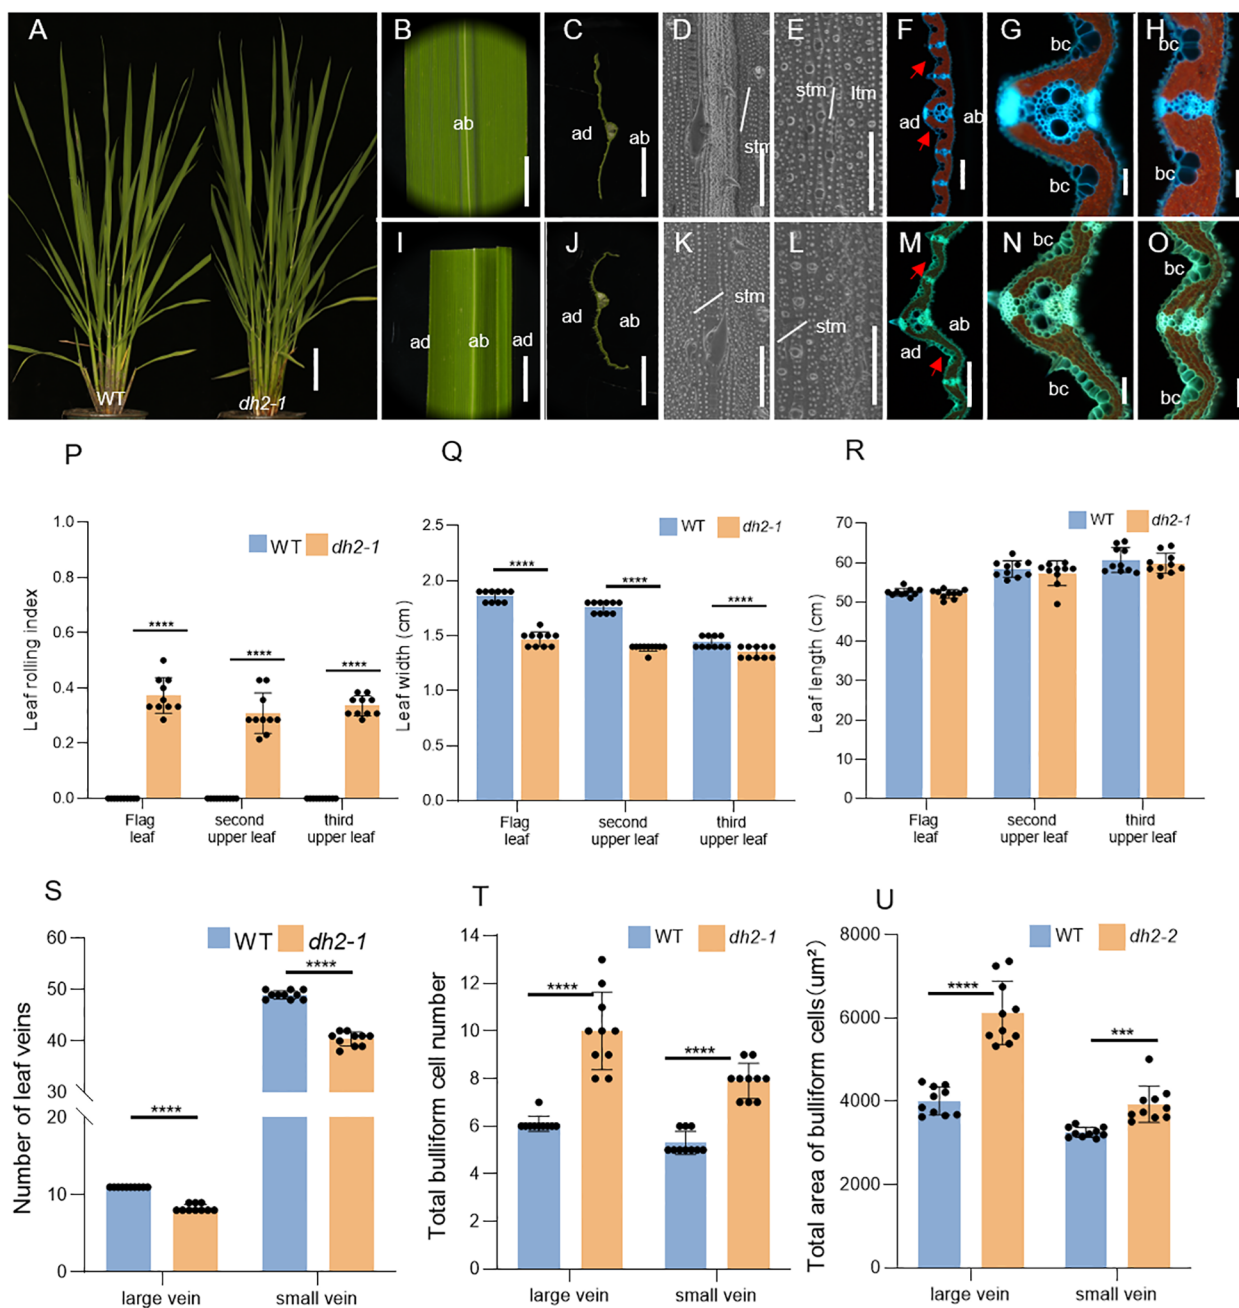 A
B
C
D
E
F
G
H
ab
ad
ab
stm
stm
ltm
ad
ab
bc
bc
bc
bc
WT
dh2-1
I
J
K
L
M
N
O
ad
ab
ad
ad
ab
stm
stm
ab
ad
bc
bc
bc
bc
P
Leaf rolling index
1.0
0.8
0.6
0.4
0.2
0.0
WT
dh2-1
****
****
****
Flag leaf
second upper leaf
third upper leaf
Q
Leaf width (cm)
2.5
2.0
1.5
1.0
0.5
0.0
WT
dh2-1
****
****
****
Flag leaf
second upper leaf
third upper leaf
R
Leaf length (cm)
70
60
50
40
30
20
10
0
WT
dh2-1
Flag leaf
second upper leaf
third upper leaf
S
Number of leaf veins
60
50
40
30
20
10
0
WT
dh2-1
****
****
large vein
small vein
T
Total bulliform cell number
14
12
10
8
6
4
2
0
WT
dh2-1
****
****
large vein
small vein
U
Total area of bulliform cells (um²)
8000
6000
4000
2000
0
WT
dh2-2
****
***
large vein
small vein